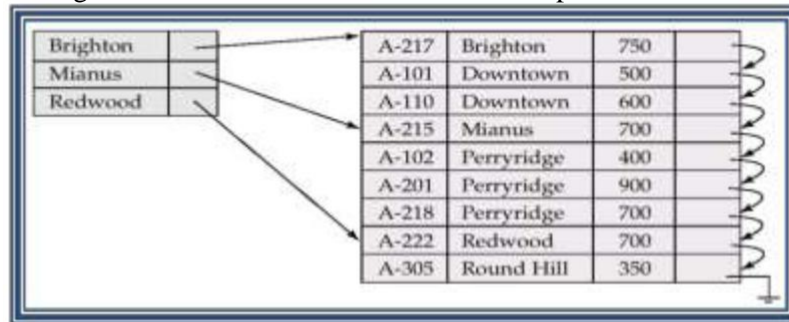 Brighton
Mianus
Redwood
A-217 Brighton 750
A-101 Downtown 500
A-110 Downtown 600
A-215 Mianus 700
A-102 Perryridge 400
A-201 Perryridge 900
A-218 Perryridge 700
A-222 Redwood 700
A-305 Round Hill 350